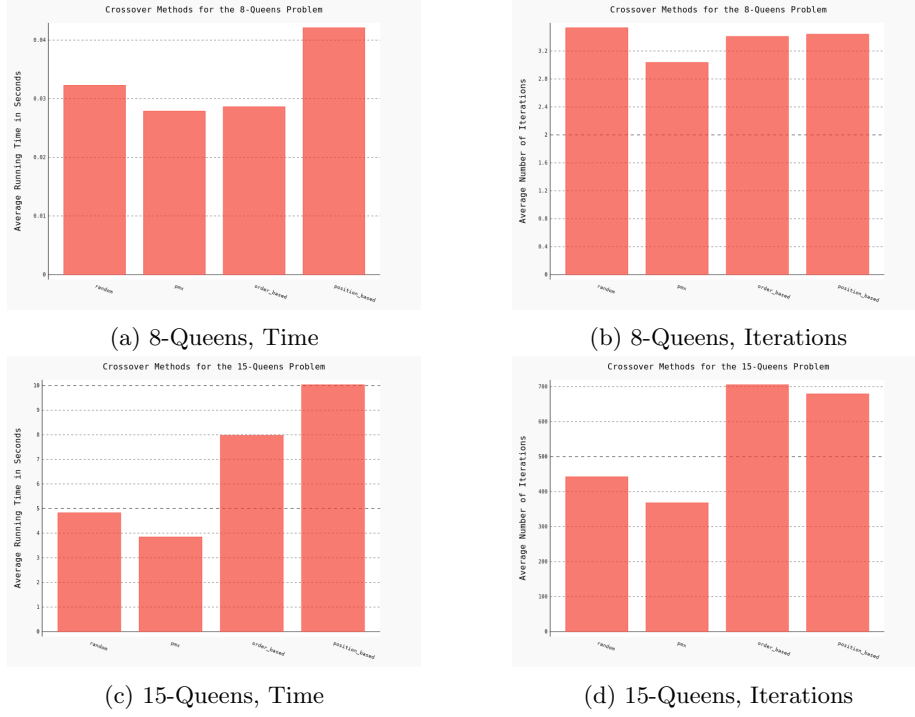 Crossover Methods for the 8-Queens Problem
Average Running Time in Seconds
0.04
0.03
0.02
0.01
0
random
pmx
order_based
position_based
(a) 8-Queens, Time
Crossover Methods for the 8-Queens Problem
Average Number of Iterations
3.2
2.8
2.4
2
1.6
1.2
0.8
0.4
0
random
pmx
order_based
position_based
(b) 8-Queens, Iterations
Crossover Methods for the 15-Queens Problem
Average Running Time in Seconds
10
9
8
7
6
5
4
3
2
1
0
random
pmx
order_based
position_based
(c) 15-Queens, Time
Crossover Methods for the 15-Queens Problem
Average Number of Iterations
700
600
500
400
300
200
100
0
random
pmx
order_based
position_based
(d) 15-Queens, Iterations